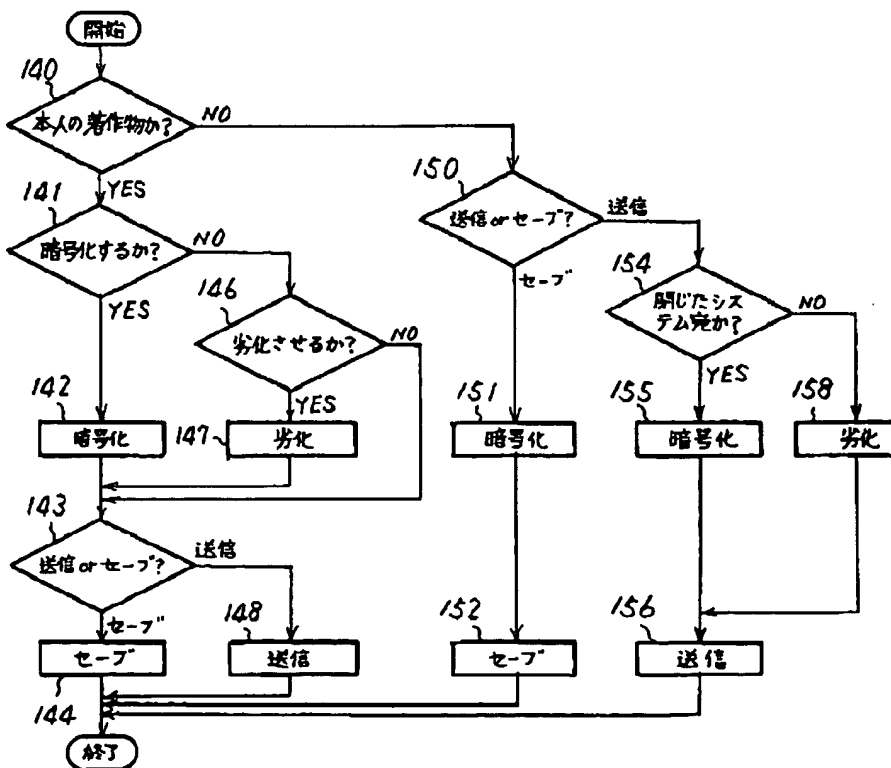 開始
140
本人の著作物か?
NO
YES
141
暗号化するか?
NO
YES
146
劣化させるか?
NO
YES
142
暗号化
147
劣化
143
送信orセーブ?
送信
セーブ
148
セーブ
送信
144
終了
150
送信orセーブ?
送信
セーブ
154
閉じたシス
テム宛か?
NO
YES
151
暗号化
155
暗号化
158
劣化
152
セーブ
156
送信